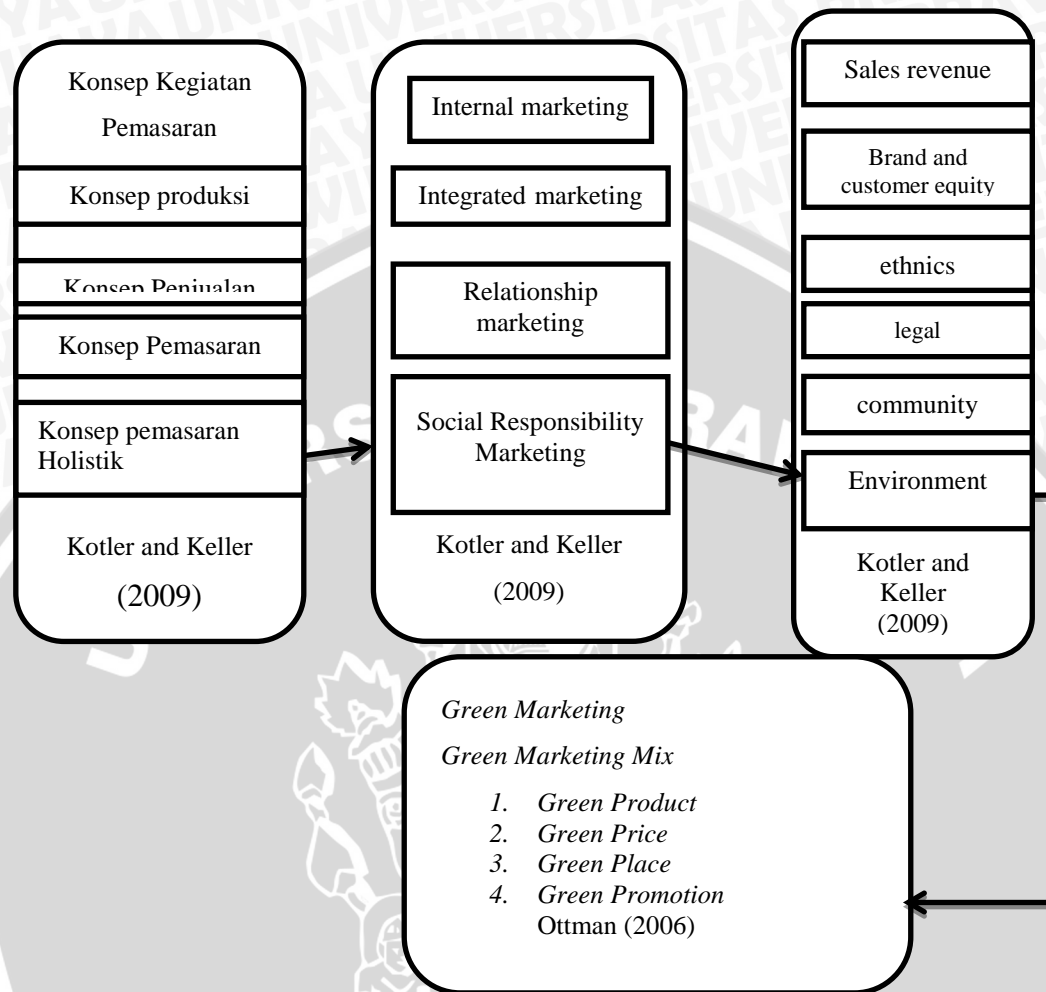 Konsep Kegiatan
Pemasaran
Konsep produksi
Konsep Penjualan
Konsep Pemasaran
Konsep pemasaran
Holistik
Kotler and Keller
(2009)
Internal marketing
Integrated marketing
Relationship
marketing
Social Responsibility
Marketing
Kotler and Keller
(2009)
Sales revenue
Brand and
customer equity
ethnics
legal
community
Environment
Kotler and
Keller
(2009)
Green Marketing
Green Marketing Mix
1. Green Product
2. Green Price
3. Green Place
4. Green Promotion
Ottman (2006)